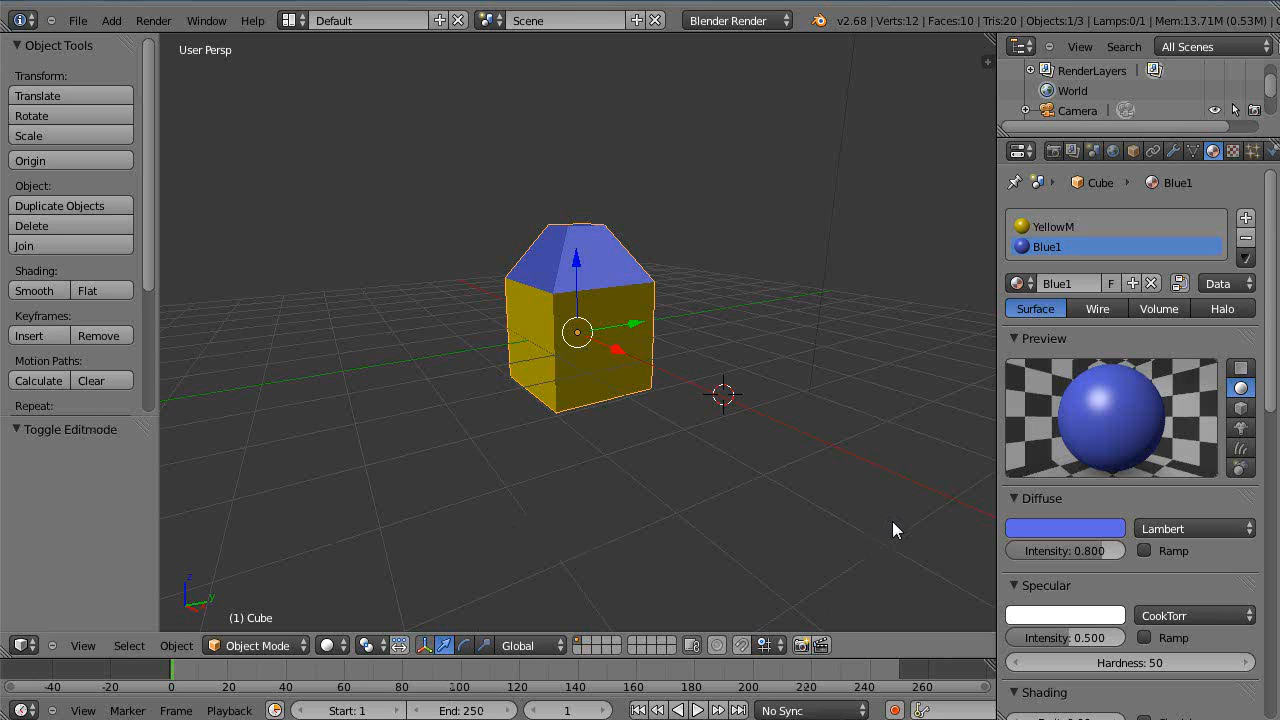 File Add Render Window Help Default Scene Blender Render v2.68 | Verts:12 | Faces:10 | Tris:20 | Objects:1/3 | Lamps:0/1 | Mem:13.71M (0.53M) |
Object Tools
Transform:
Translate
Rotate
Scale
Origin
Object:
Duplicate Objects
Delete
Join
Shading:
Smooth Flat
Keyframes:
Insert Remove
Motion Paths:
Calculate Clear
Repeat:
Toggle Editmode
User Persp
z
y
(1) Cube
View Select Object Object Mode Global
-40 -20 0 20 40 60 80 100 120 140 160 180 200 220 240 260
View Marker Frame Playback Start: 1 End: 250 1 No Sync
View Search All Scenes
RenderLayers |
World
Camera |
Cube Blue1
YellowM
Blue1
Blue1 F Data
Surface Wire Volume Halo
Preview
Diffuse
Lambert
Intensity: 0.800 Ramp
Specular
CookTorr
Intensity: 0.500 Ramp
Hardness: 50
Shading